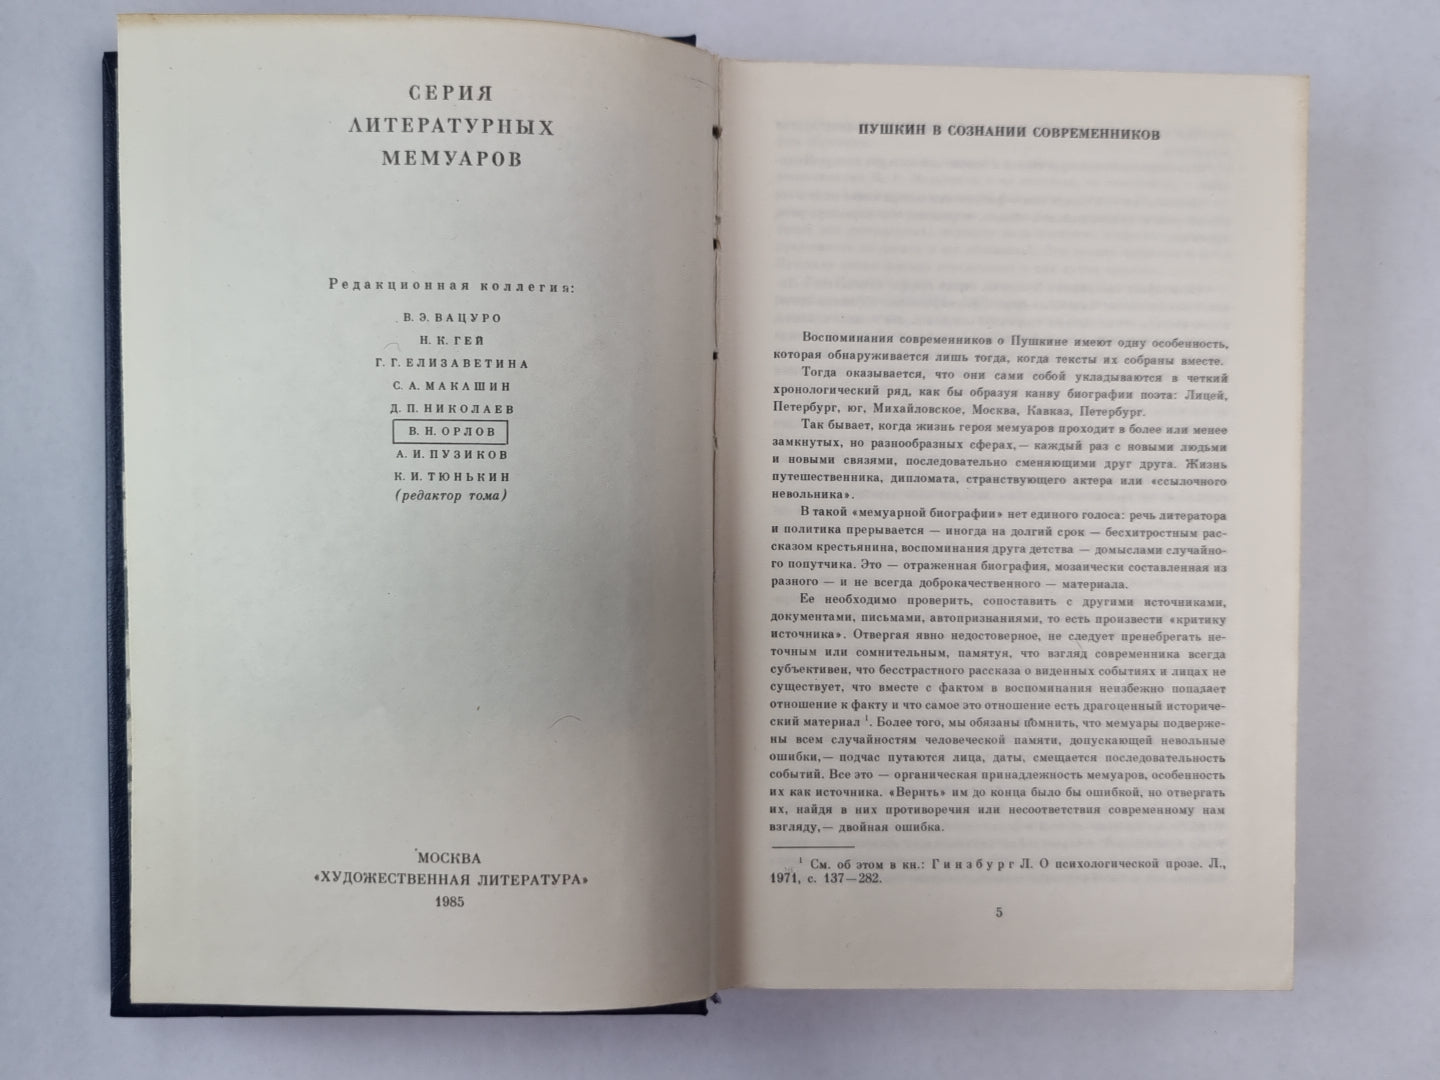 СЕРИЯ
ЛИТЕРАТУРНЫХ
МЕМУАРОВ
Редакционная коллегия:
В. Э. ВАЦУРО
Н. К. ГЕЙ
Г. Г. ЕЛИЗАВЕТИНА
С. А. МАКАШИН
Д. П. НИКОЛАЕВ
В. Н. ОРЛОВ
А. И. ПУЗИКОВ
К. И. ТЮНЬКИН
(редактор тома)
МОСКВА
«ХУДОЖЕСТВЕННАЯ ЛИТЕРАТУРА»
1985
ПУШКИН В СОЗНАНИИ СОВРЕМЕННИКОВ
Воспоминания современников о Пушкине имеют одну особенность,
которая обнаруживается лишь тогда, когда тексты их собраны вместе.
Тогда оказывается, что они сами собой укладываются в четкий
хронологический ряд, как бы образуя канву биографии поэта: Лицей,
Петербург, юг, Михайловское, Москва, Кавказ, Петербург.
Так бывает, когда жизнь героя мемуаров проходит в более или менее
замкнутых, но разнообразных сферах,— каждый раз с новыми людьми
и новыми связями, последовательно сменяющими друг друга. Жизнь
путешественника, дипломата, странствующего актера или «ссылочного
невольника».
В такой «мемуарной биографии» нет единого голоса: речь литератора
и политика прерывается — иногда на долгий срок — бесхитростным рас-
сказом крестьянина, воспоминания друга детства — домыслами случайно-
го попутчика. Это — отраженная биография, мозаически составленная из
разного — и не всегда доброкачественного — материала.
Ее необходимо проверить, сопоставить с другими источниками,
документами, письмами, автопризнаниями, то есть произвести «критику
источника». Отвергая явно недостоверное, не следует пренебрегать не-
точным или сомнительным, памятуя, что взгляд современника всегда
субъективен, что бесстрастного рассказа о виденных событиях и лицах не
существует, что вместе с фактом в воспоминания неизбежно попадает
отношение к факту и что самое это отношение есть драгоценный историче-
ский материал ¹. Более того, мы обязаны помнить, что мемуары подверже-
ны всем случайностям человеческой памяти, допускающей невольные
ошибки,— подчас путаются лица, даты, смещается последовательность
событий. Все это — органическая принадлежность мемуаров, особенность
их как источника. «Верить» им до конца было бы ошибкой, но отвергать
их, найдя в них противоречия или несоответствия современному нам
взгляду,— двойная ошибка.
¹ См. об этом в кн.: Гинзбург Л. О психологической прозе. Л.,
1971, с. 137—282.
5